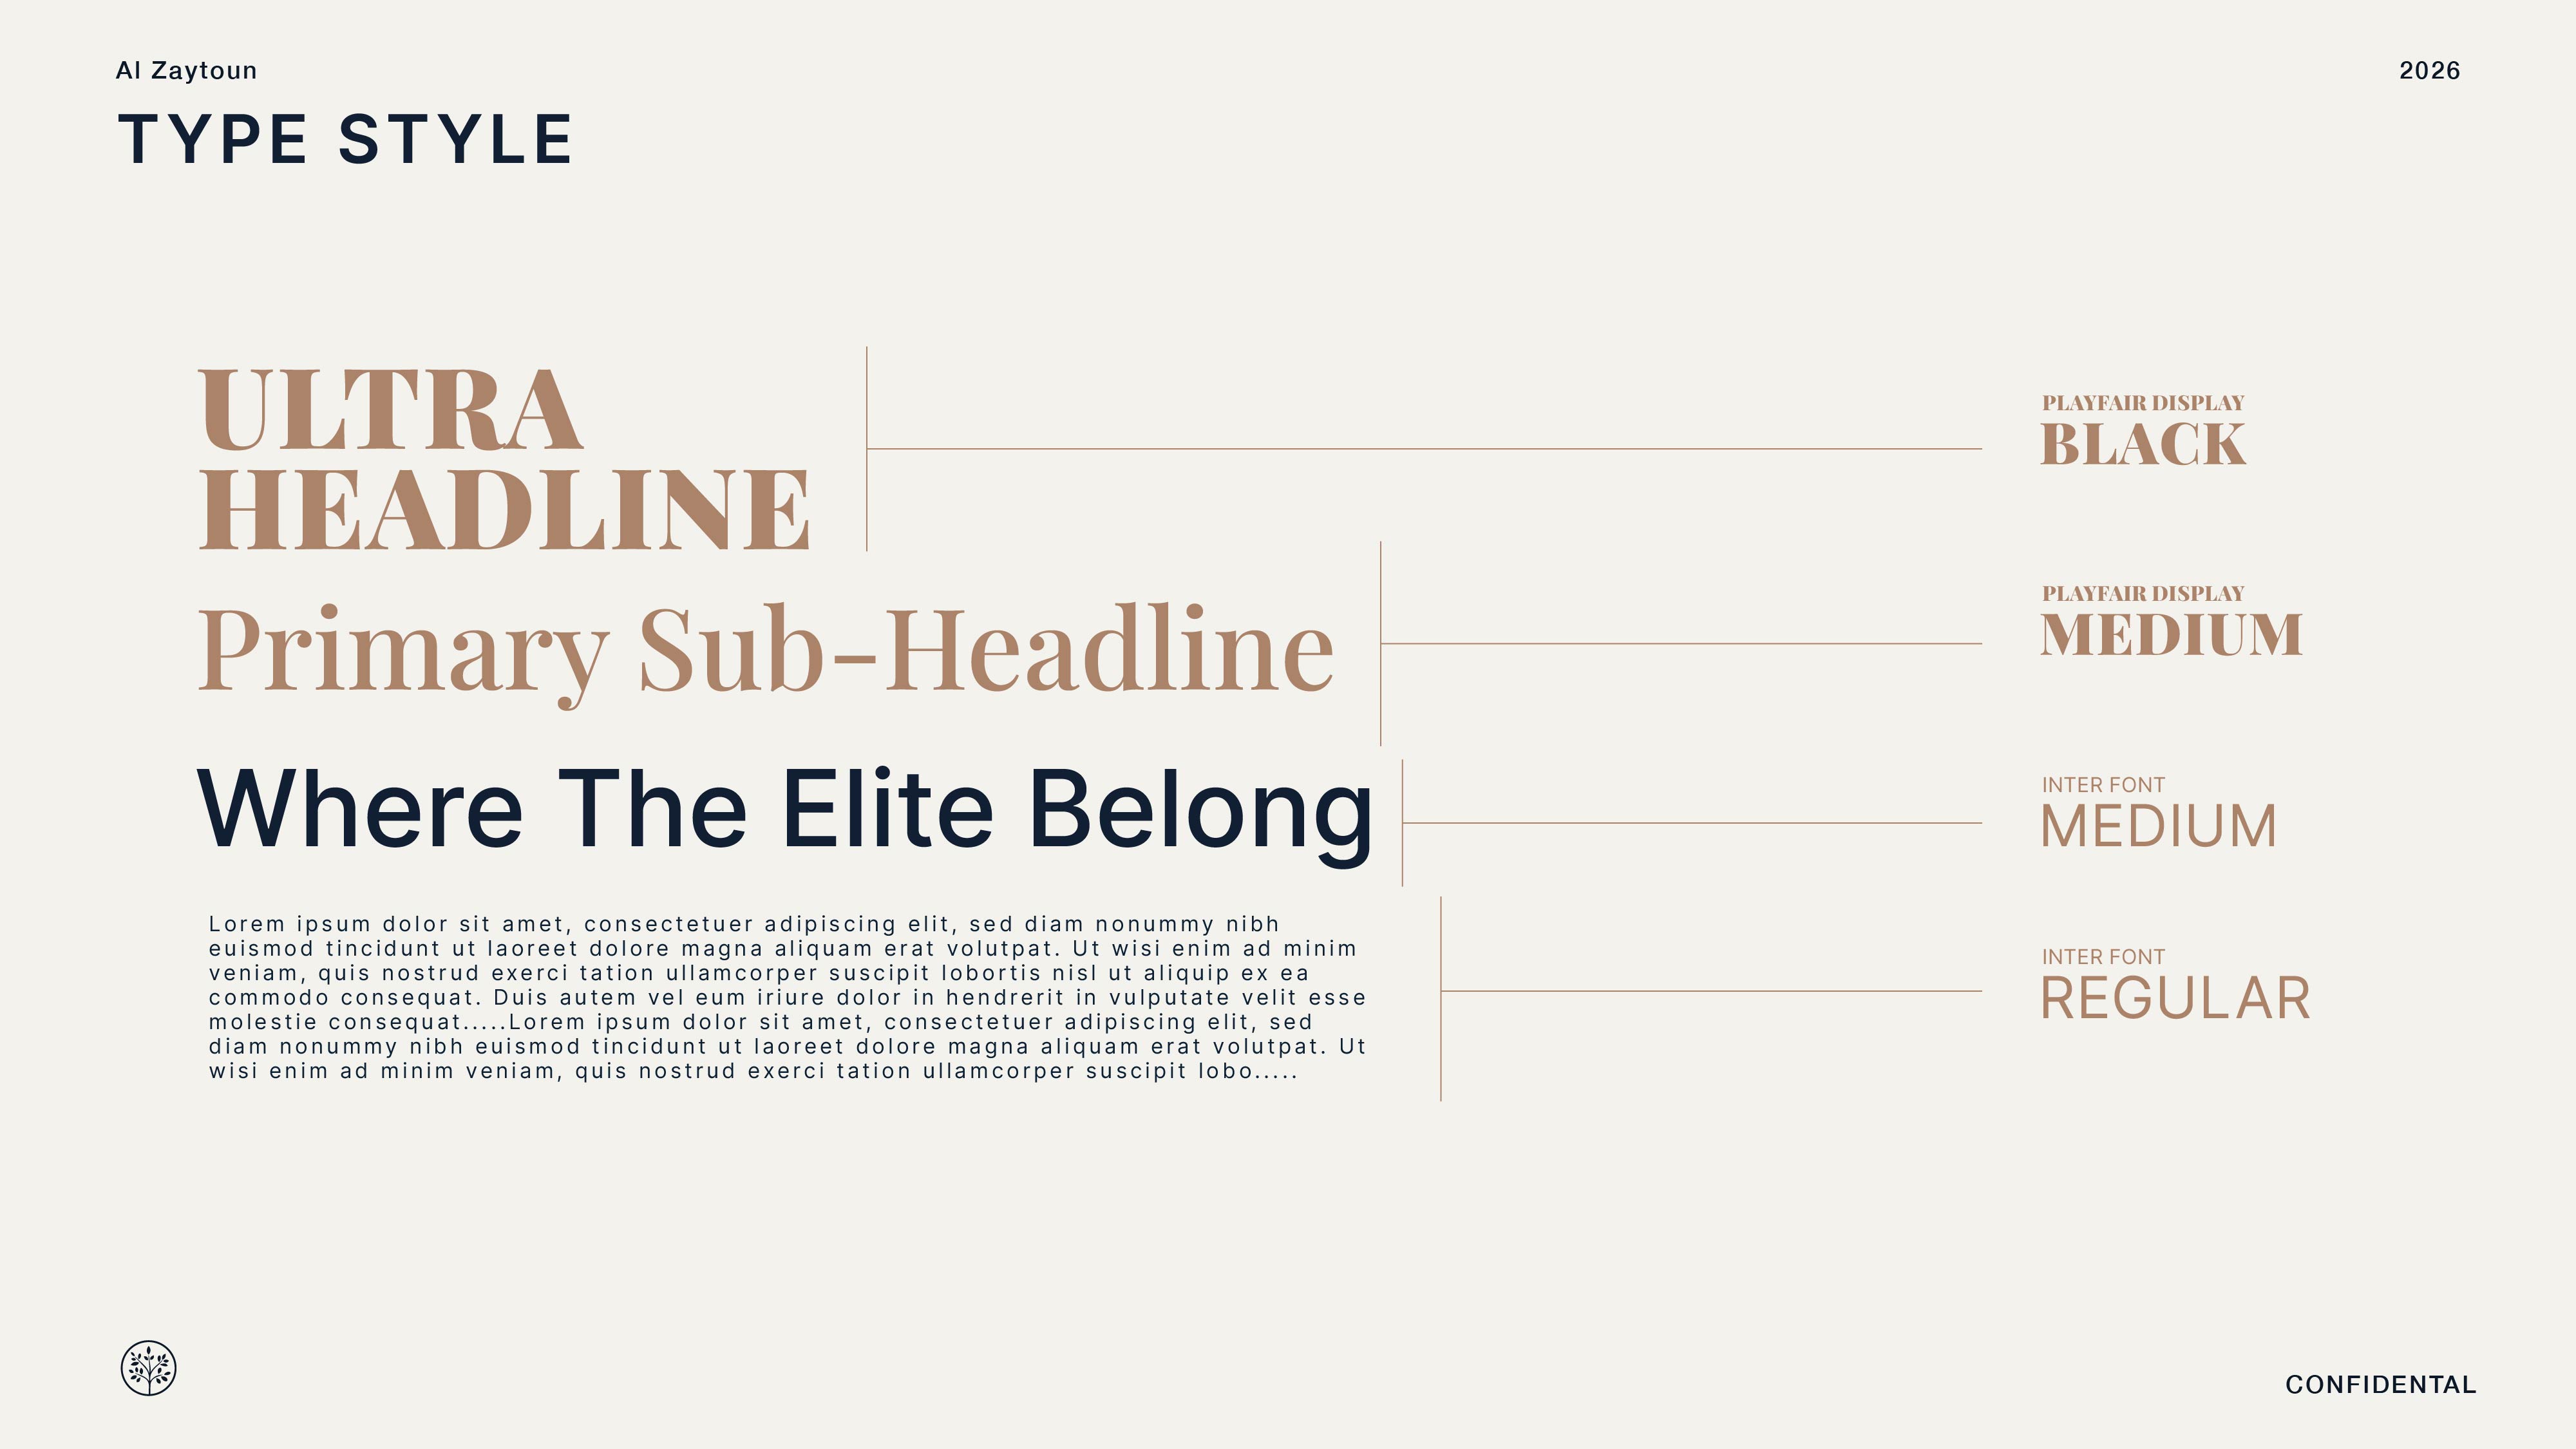 Al Zaytoun
2026
TYPE STYLE
ULTRA
HEADLINE
PLAYFAIR DISPLAY
BLACK
Primary Sub-Headline
PLAYFAIR DISPLAY
MEDIUM
Where The Elite Belong
INTER FONT
MEDIUM
Lorem ipsum dolor sit amet, consectetuer adipiscing elit, sed diam nonummy nibh
euismod tincidunt ut laoreet dolore magna aliquam erat volutpat. Ut wisi enim ad minim
veniam, quis nostrud exerci tation ullamcorper suscipit lobortis nisl ut aliquip ex ea
commodo consequat. Duis autem vel eum iriure dolor in hendrerit in vulputate velit esse
molestie consequat.....Lorem ipsum dolor sit amet, consectetuer adipiscing elit, sed
diam nonummy nibh euismod tincidunt ut laoreet dolore magna aliquam erat volutpat. Ut
wisi enim ad minim veniam, quis nostrud exerci tation ullamcorper suscipit lobo.....
INTER FONT
REGULAR
CONFIDENTAL